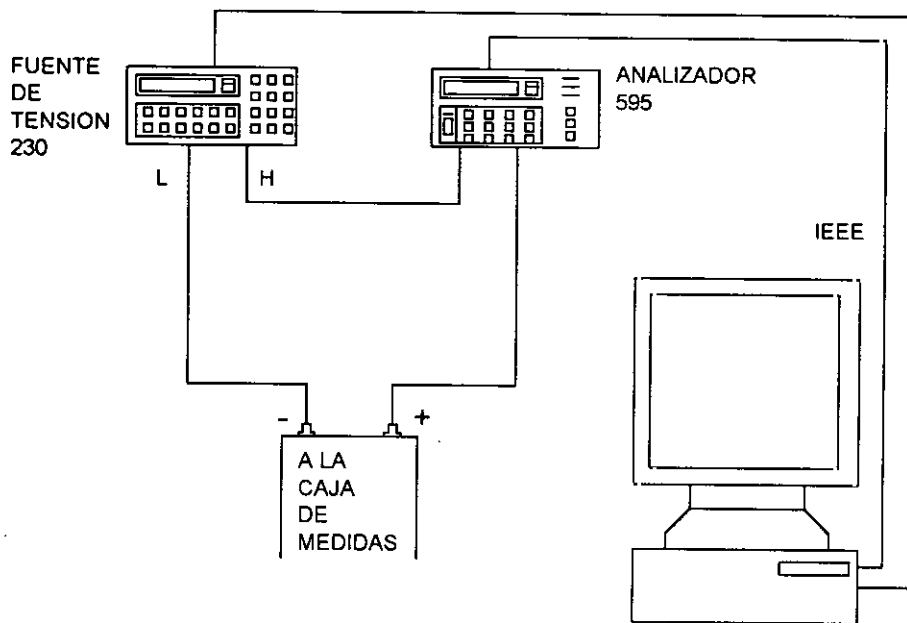 FUENTE
DE
TENSION
230
ANALIZADOR
595
L
H
IEEE
-
+
A LA
CAJA
DE
MEDIDAS